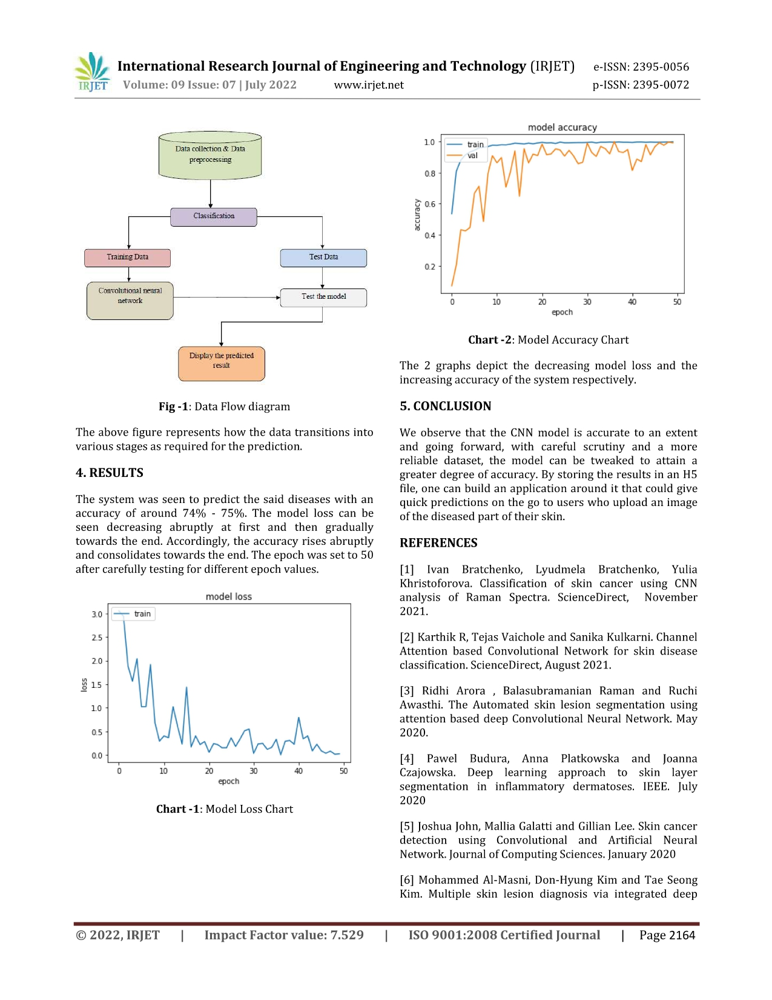 IRJET
International Research Journal of Engineering and Technology (IRJET)
e-ISSN: 2395-0056
Volume: 09 Issue: 07 | July 2022
www.irjet.net
p-ISSN: 2395-0072
Data collection & Data
preprocessing
Classification
Training Data
Test Data
Convolutional neural
network
Test the model
Display the predicted
result
Fig -1: Data Flow diagram
The above figure represents how the data transitions into
various stages as required for the prediction.
4. RESULTS
The system was seen to predict the said diseases with an
accuracy of around 74% - 75%. The model loss can be
seen decreasing abruptly at first and then gradually
towards the end. Accordingly, the accuracy rises abruptly
and consolidates towards the end. The epoch was set to 50
after carefully testing for different epoch values.
model loss
train
3.0
2.5
2.0
1.5
1.0
0.5
0.0
loss
0 10 20 30 40 50
epoch
Chart -1: Model Loss Chart
model accuracy
train
val
1.0
0.8
0.6
0.4
0.2
accuracy
0 10 20 30 40 50
epoch
Chart -2: Model Accuracy Chart
The 2 graphs depict the decreasing model loss and the
increasing accuracy of the system respectively.
5. CONCLUSION
We observe that the CNN model is accurate to an extent
and going forward, with careful scrutiny and a more
reliable dataset, the model can be tweaked to attain a
greater degree of accuracy. By storing the results in an H5
file, one can build an application around it that could give
quick predictions on the go to users who upload an image
of the diseased part of their skin.
REFERENCES
[1] Ivan Bratchenko, Lyudmela Bratchenko, Yulia
Khristoforova. Classification of skin cancer using CNN
analysis of Raman Spectra. ScienceDirect, November
2021.
[2] Karthik R, Tejas Vaichole and Sanika Kulkarni. Channel
Attention based Convolutional Network for skin disease
classification. ScienceDirect, August 2021.
[3] Ridhi Arora , Balasubramanian Raman and Ruchi
Awasthi. The Automated skin lesion segmentation using
attention based deep Convolutional Neural Network. May
2020.
[4] Pawel Budura, Anna Platkowska and Joanna
Czajowska. Deep learning approach to skin layer
segmentation in inflammatory dermatoses. IEEE. July
2020
[5] Joshua John, Mallia Galatti and Gillian Lee. Skin cancer
detection using Convolutional and Artificial Neural
Network. Journal of Computing Sciences. January 2020
[6] Mohammed Al-Masni, Don-Hyung Kim and Tae Seong
Kim. Multiple skin lesion diagnosis via integrated deep
© 2022, IRJET | Impact Factor value: 7.529 | ISO 9001:2008 Certified Journal | Page 2164